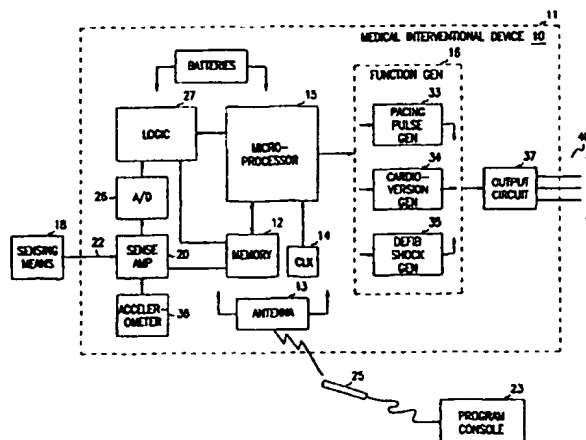 11
MEDICAL INTERVENTIONAL DEVICE 10
BATTERIES
16
FUNCTION GEN
27
15
33
LOGIC
MICRO-
PROCESSOR
PACING
PULSE
GEN
34
37
40
CARDIO-
VERSION GEN
OUTPUT
CIRCUIT
26
A/D
18
12
14
35
SENSING
MEANS
22
SENSE
AMP
20
MEMORY
CLK
DEFIB
SHOCK
GEN
13
ACCELER-
OMETER
36
ANTENNA
25
23
PROGRAM
CONSOLE